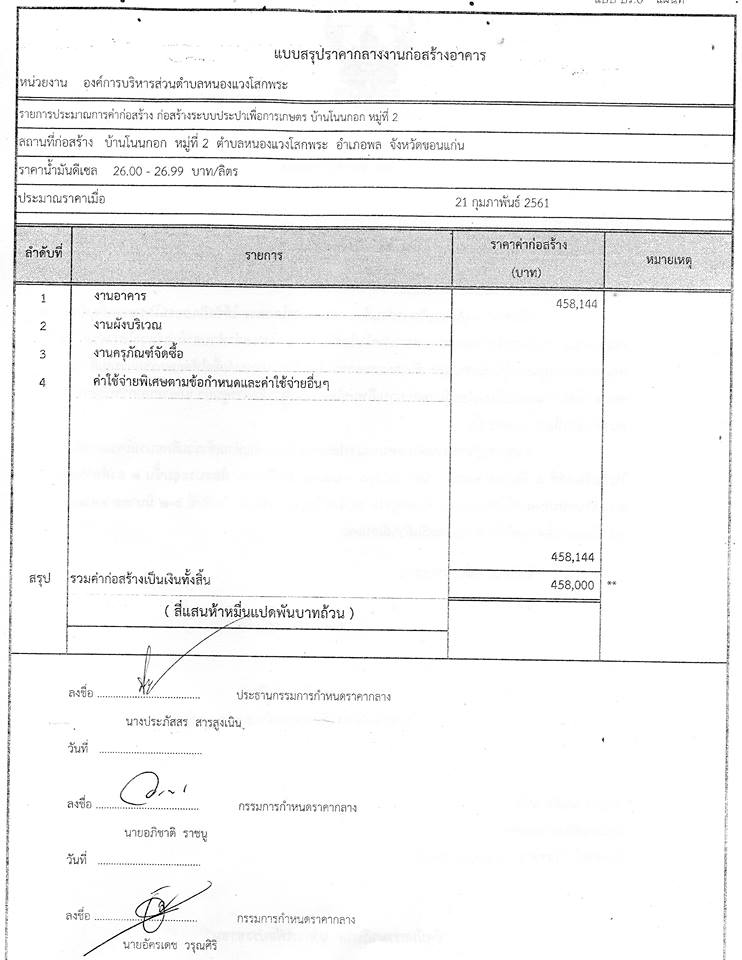 แบบสรุปราคากลางงานก่อสร้างอาคาร
หน่วยงาน องค์การบริหารส่วนตำบลหนองแวงโสกพระ
รายการประมาณการค่าก่อสร้าง ก่อสร้างระบบประปาเพื่อการเกษตร บ้านโนนกอก หมู่ที่ 2
สถานที่ก่อสร้าง บ้านโนนกอก หมู่ที่ 2 ตำบลหนองแวงโสกพระ อำเภอพล จังหวัดขอนแก่น
ราคาน้ำมันดีเซล 26.00 - 26.99 บาท/ลิตร
ประมาณราคาเมื่อ 21 กุมภาพันธ์ 2561
ลำดับที่ รายการ ราคาค่าก่อสร้าง (บาท) หมายเหตุ
1 งานอาคาร 458,144 *
2 งานผังบริเวณ
3 งานครุภัณฑ์จัดซื้อ
4 ค่าใช้จ่ายพิเศษตามข้อกำหนดและค่าใช้จ่ายอื่นๆ
458,144
สรุป รวมค่าก่อสร้างเป็นเงินทั้งสิ้น 458,000 **
( สี่แสนห้าหมื่นแปดพันบาทถ้วน )
ลงชื่อ .............................. ประธานกรรมการกำหนดราคากลาง
นางประภัสสร สารสูงเนิน
วันที่ ..............................
ลงชื่อ .............................. กรรมการกำหนดราคากลาง
นายอภิชาติ ราชนู
วันที่ ..............................
ลงชื่อ .............................. กรรมการกำหนดราคากลาง
นายอัครเดช วรุณศิริ